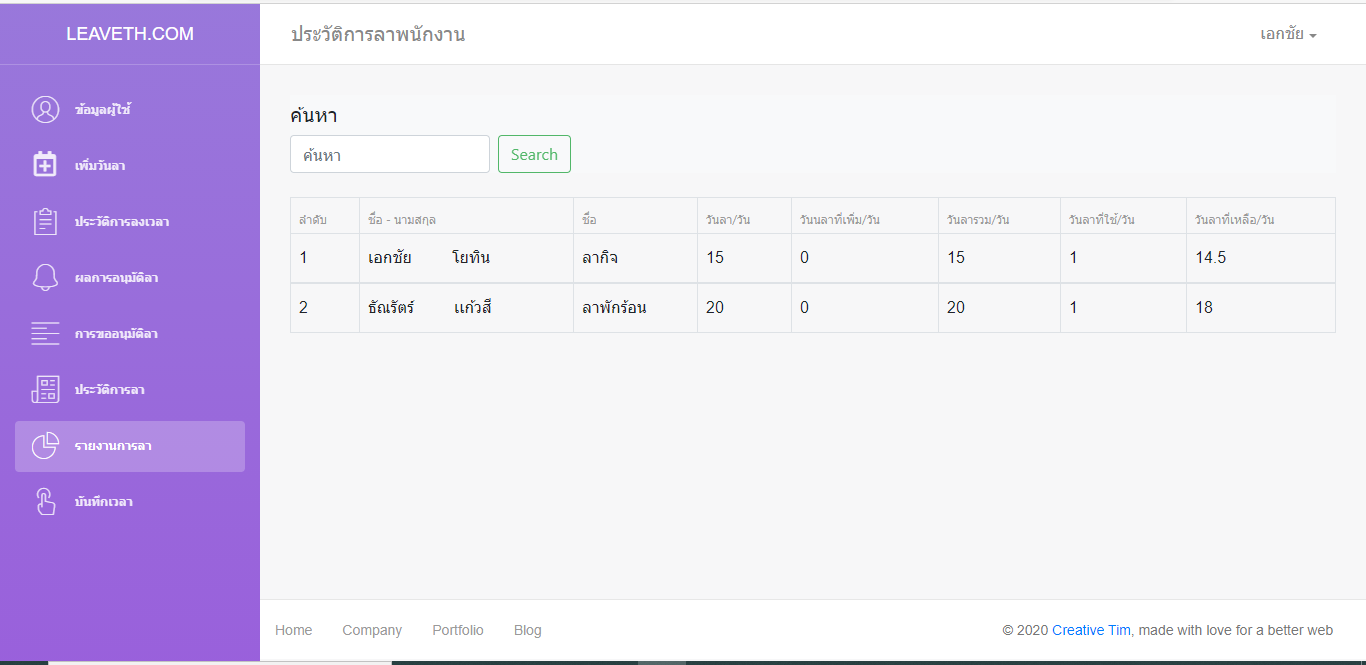 LEAVETH.COM
ประวัติการลาพนักงาน
เอกชัย
ข้อมูลผู้ใช้
เพิ่มวันลา
ประวัติการลงเวลา
ผลการอนุมัติลา
การขออนุมัติลา
ประวัติการลา
รายงานการลา
บันทึกเวลา
ค้นหา
ค้นหา Search
ลำดับ ชื่อ - นามสกุล ชื่อ วันลา/วัน วันนลาที่เพิ่ม/วัน วันลารวม/วัน วันลาที่ใช้/วัน วันลาที่เหลือ/วัน
1 เอกชัย โยทิน ลากิจ 15 0 15 1 14.5
2 ธัณรัตร์ แก้วสี ลาพักร้อน 20 0 20 1 18
Home Company Portfolio Blog © 2020 Creative Tim, made with love for a better web